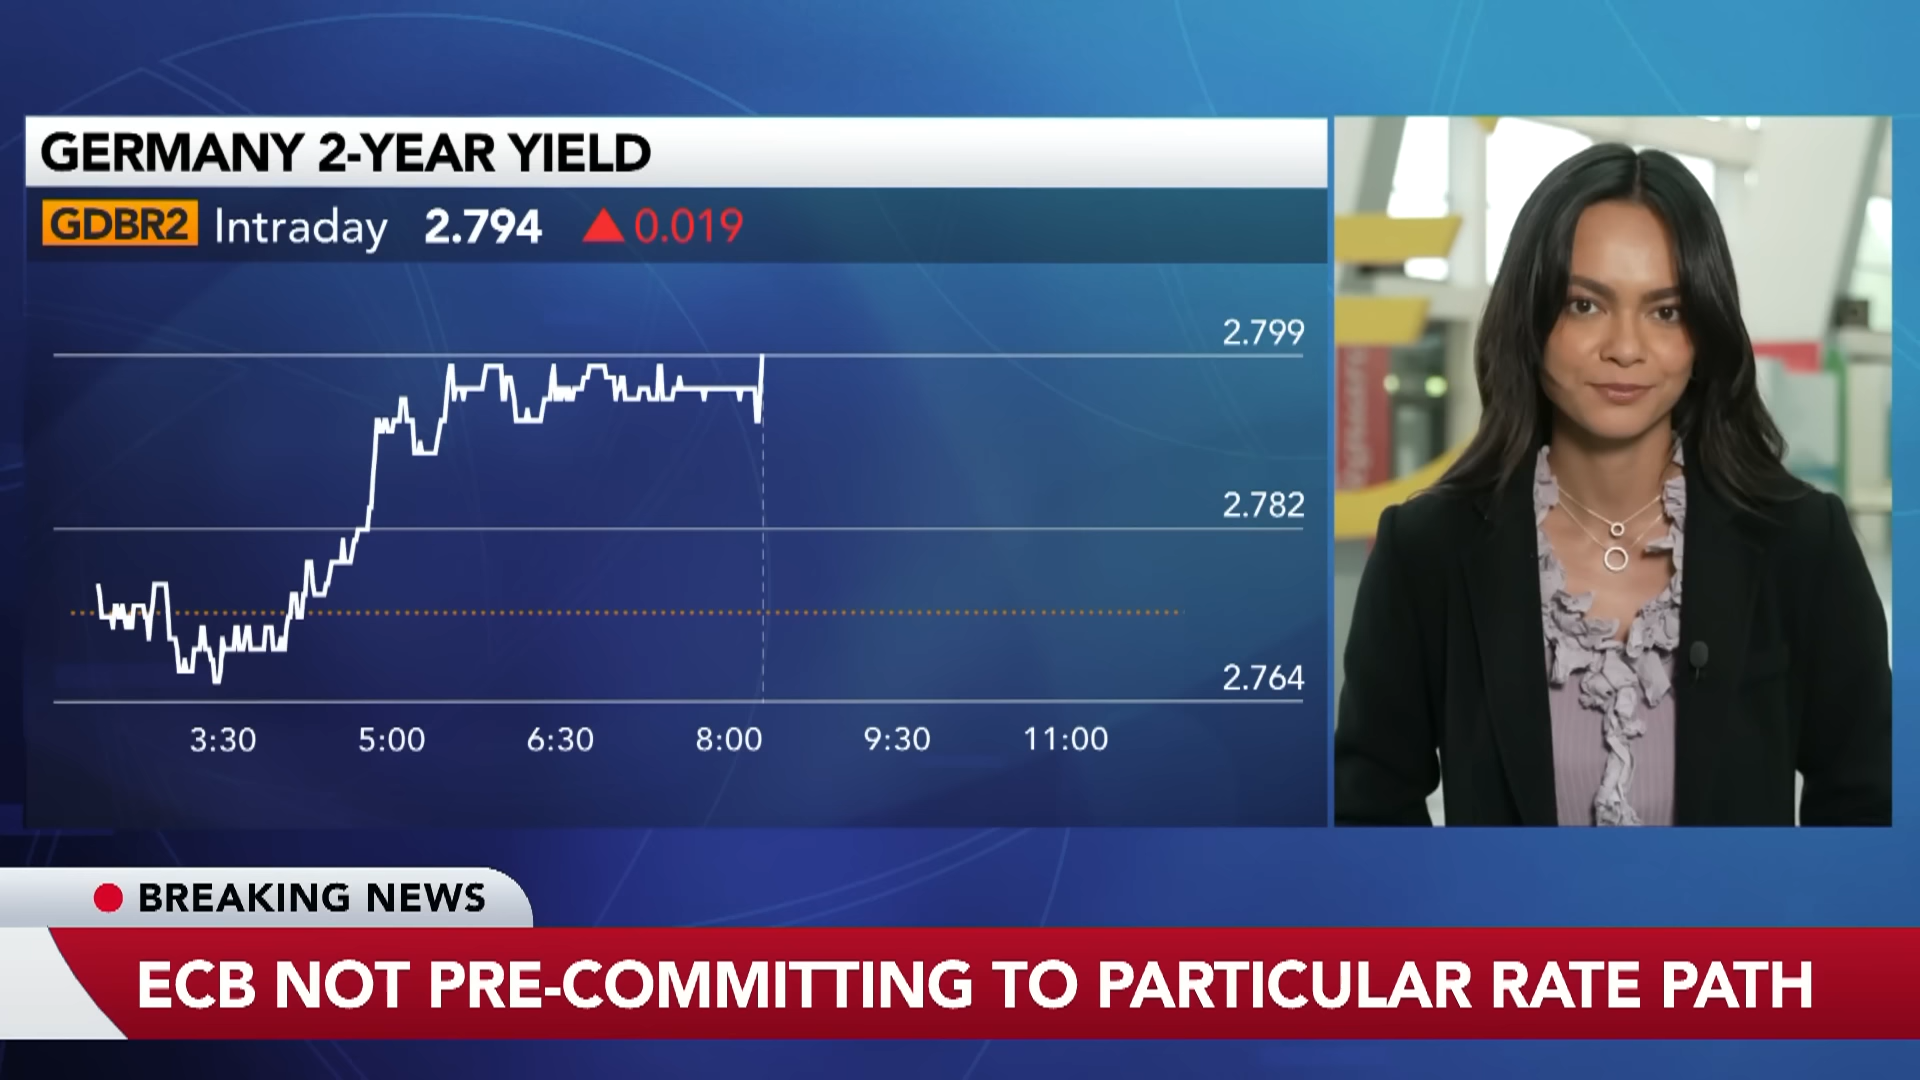 GERMANY 2-YEAR YIELD
GDBR2 Intraday 2.794 ▲0.019
2.799
2.782
2.764
3:30 5:00 6:30 8:00 9:30 11:00
BREAKING NEWS
ECB NOT PRE-COMMITTING TO PARTICULAR RATE PATH